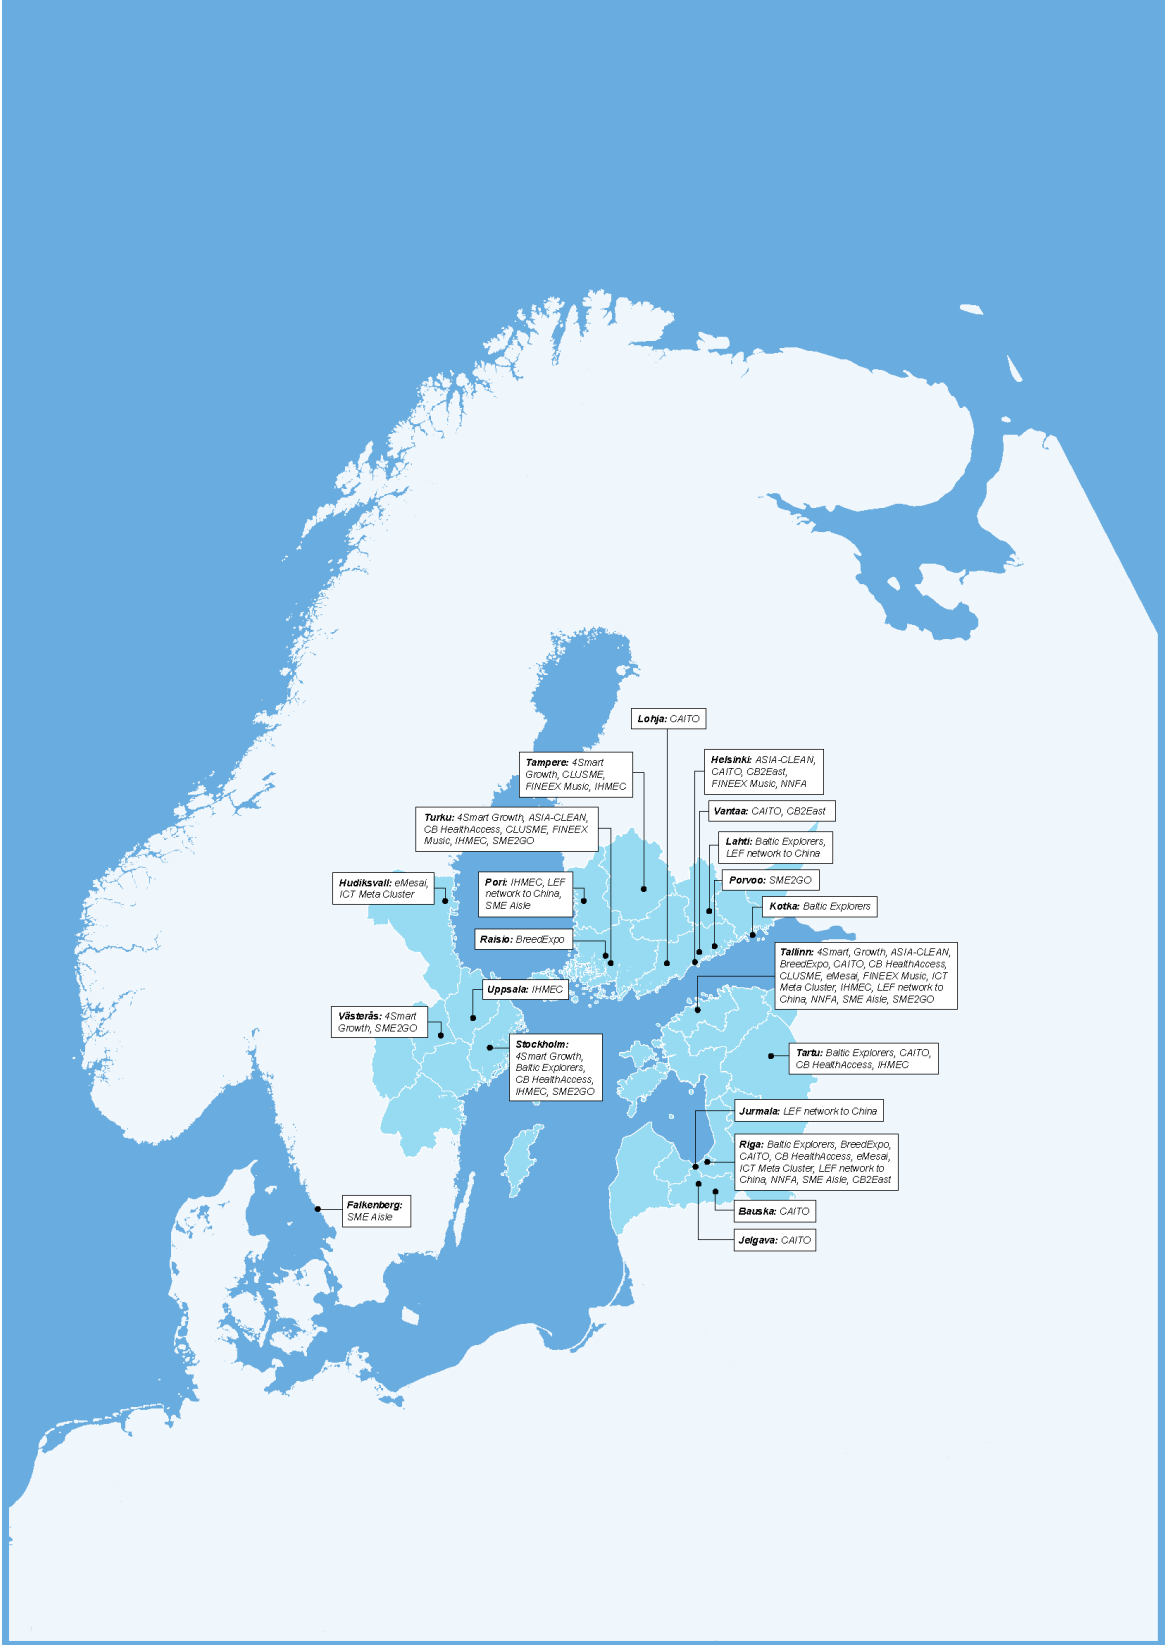 Lohja: CAITO
Tampere: 4Smart
Growth, CLUSME,
FINEEX Music, IHMEC
Helsinki: ASIA-CLEAN,
CAITO, CB2East,
FINEEX Music, NNFA
Turku: 4Smart Growth, ASIA-CLEAN,
CB HealthAccess, CLUSME, FINEEX
Music, IHMEC, SME2GO
Vantaa: CAITO, CB2East
Lahti: Baltic Explorers,
LEF network to China
Hudiksvall: eMesai,
ICT Meta Cluster
Pori: IHMEC, LEF
network to China,
SME Aisle
Porvoo: SME2GO
Kotka: Baltic Explorers
Raisio: BreedExpo
Tallinn: 4Smart, Growth, ASIA-CLEAN,
BreedExpo, CAITO, CB HealthAccess,
CLUSME, eMesai, FINEEX Music, ICT
Meta Cluster, IHMEC, LEF network to
China, NNFA, SME Aisle, SME2GO
Uppsala: IHMEC
Västerås: 4Smart
Growth, SME2GO
Stockholm:
4Smart Growth,
Baltic Explorers,
CB HealthAccess,
IHMEC, SME2GO
Tartu: Baltic Explorers, CAITO,
CB HealthAccess, IHMEC
Jurmala: LEF network to China
Riga: Baltic Explorers, BreedExpo,
CAITO, CB HealthAccess, eMesai,
ICT Meta Cluster, LEF network to
China, NNFA, SME Aisle, CB2East
Falkenberg:
SME Aisle
Bauska: CAITO
Jelgava: CAITO